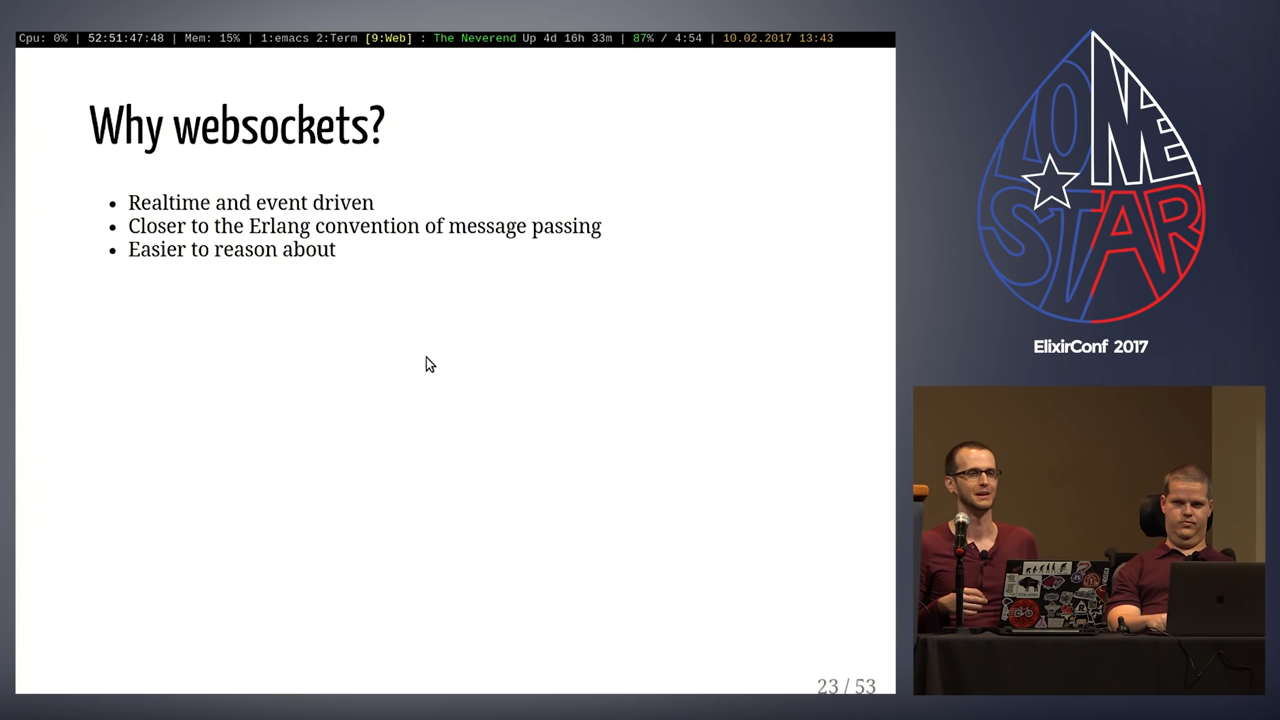 Cpu: 0% | 52:51:47:48 | Mem: 15% | 1:emacs 2:Term [9:Web] : The Neverend Up 4d 16h 33m | 87% / 4:54 | 10.02.2017 13:43
Why websockets?
• Realtime and event driven
• Closer to the Erlang convention of message passing
• Easier to reason about
23 / 53
LONE
STAR
ElixirConf 2017